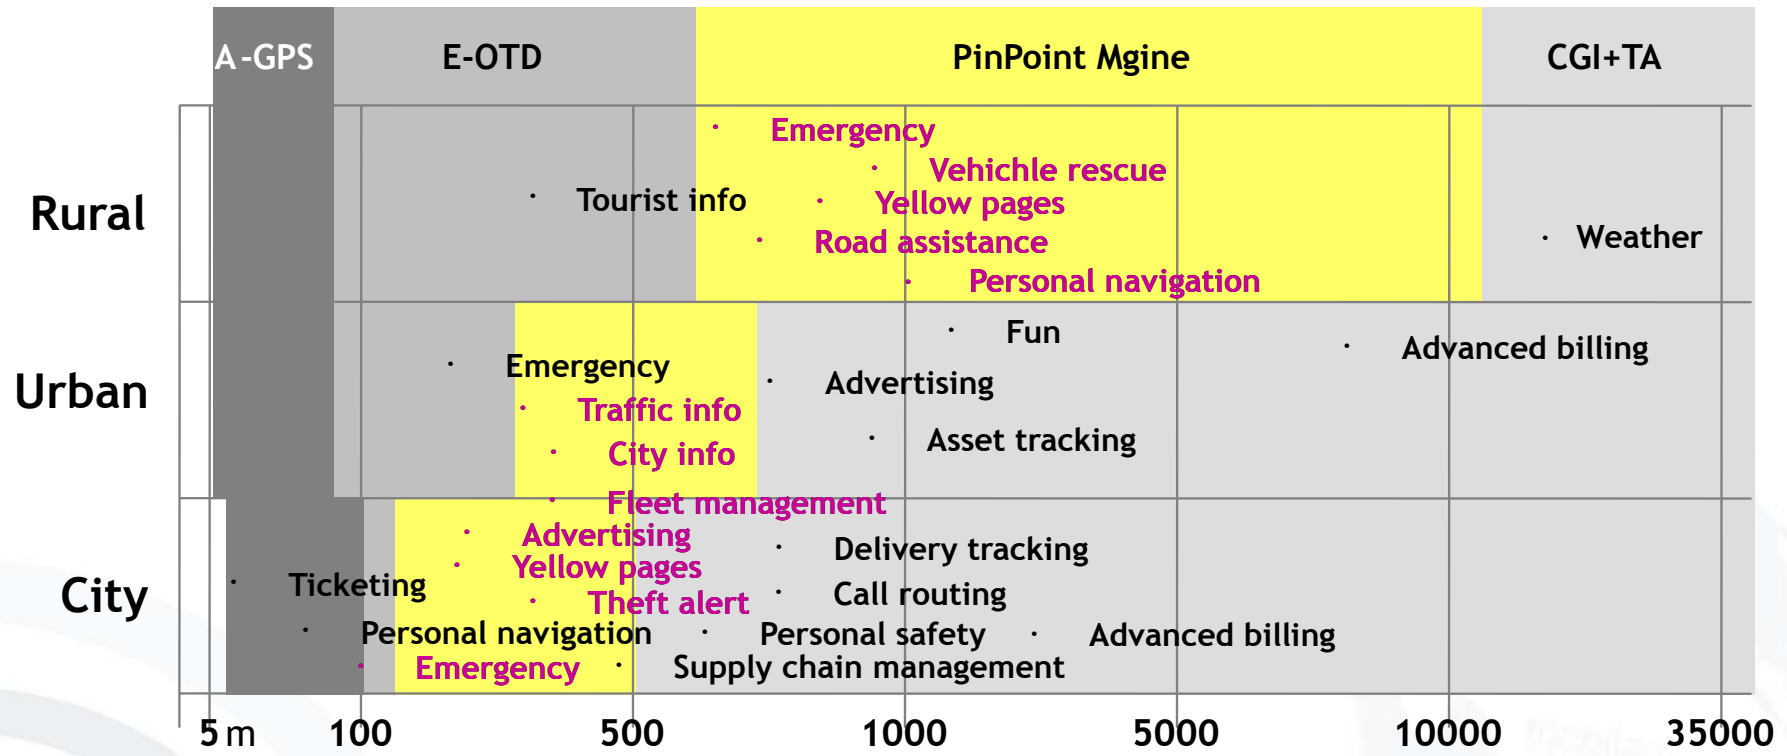 A-GPS E-OTD PinPoint Mgine CGI+TA
Rural
Emergency
Vehichle rescue
Tourist info
Yellow pages
Road assistance
Weather
Personal navigation
Urban
Fun
Advanced billing
Emergency
Advertising
Traffic info
Asset tracking
City info
City
Fleet management
Advertising
Delivery tracking
Yellow pages
Ticketing
Call routing
Theft alert
Personal navigation
Personal safety
Advanced billing
Emergency
Supply chain management
5 m 100 500 1000 5000 10000 35000